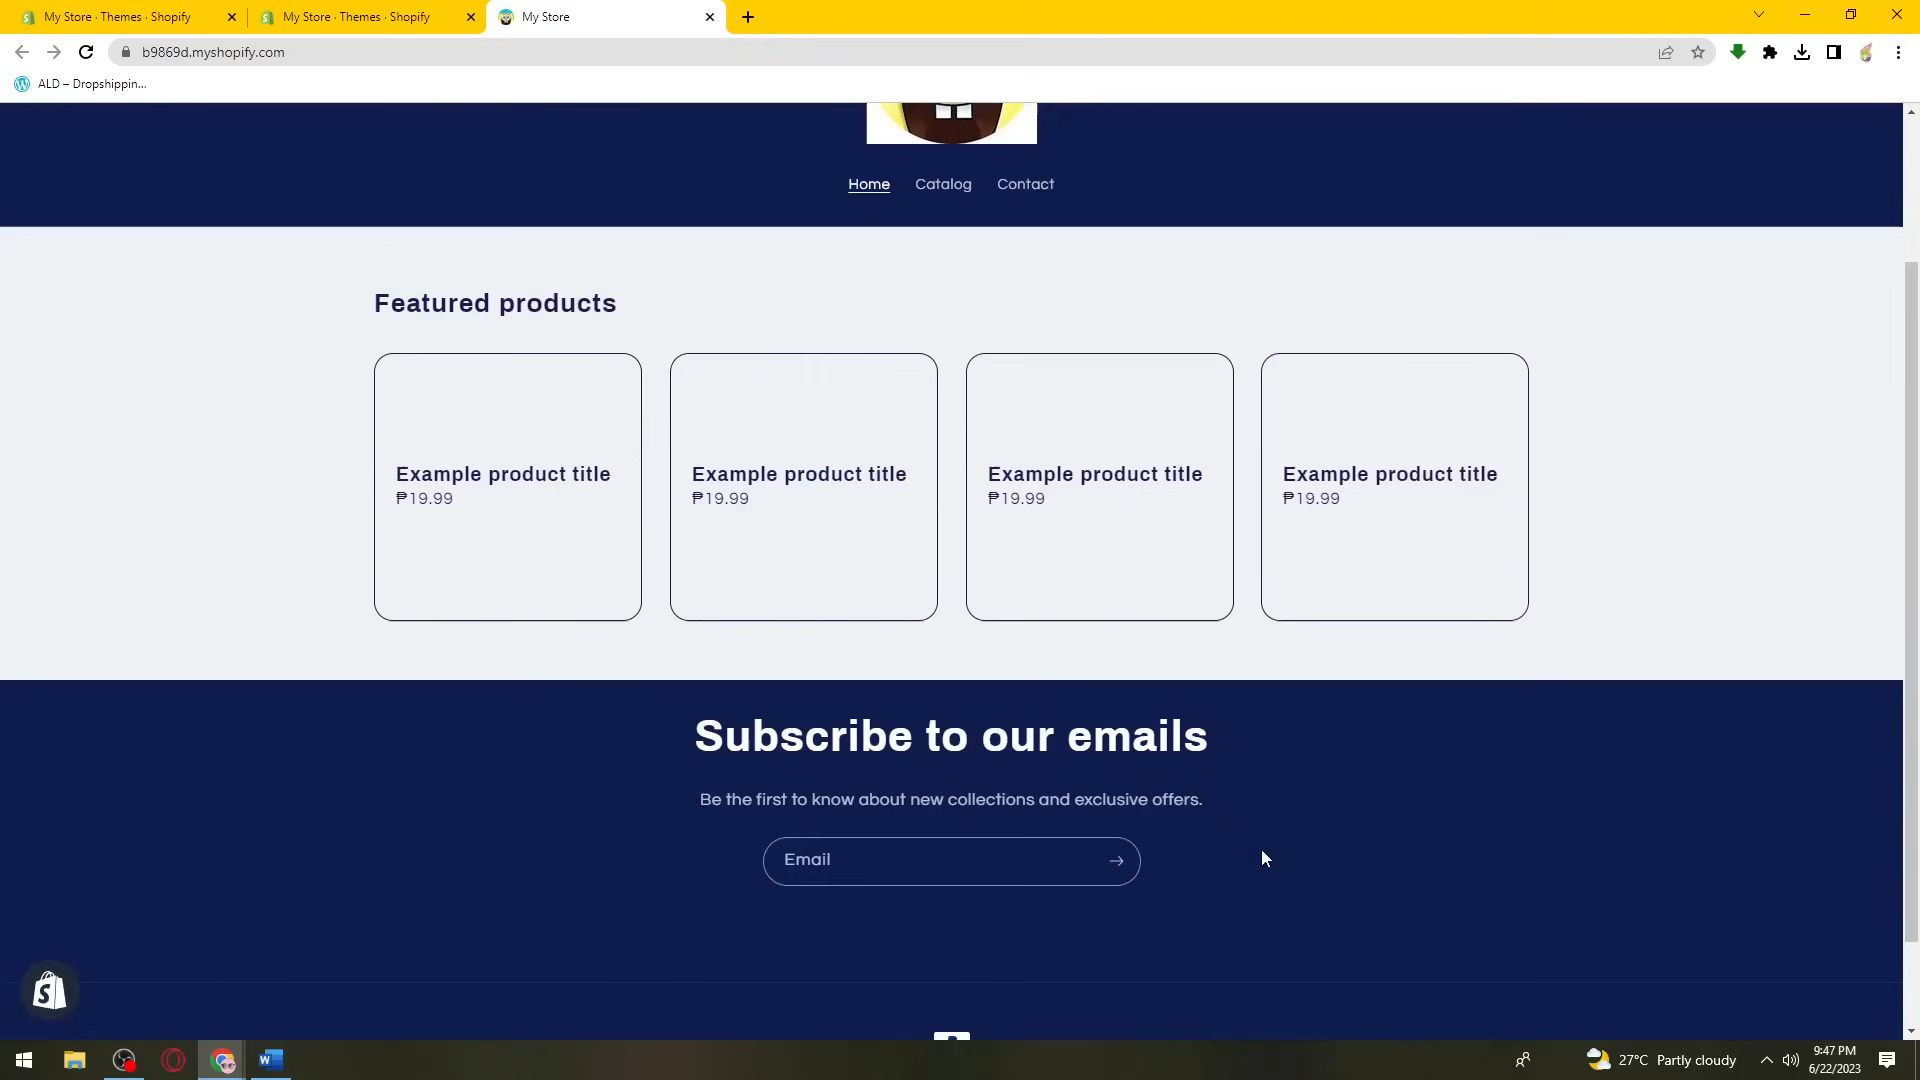 My Store · Themes · Shopify
My Store · Themes · Shopify
My Store
b9869d.myshopify.com
ALD – Dropshippin...
Home
Catalog
Contact
Featured products
Example product title
₱19.99
Example product title
₱19.99
Example product title
₱19.99
Example product title
₱19.99
Subscribe to our emails
Be the first to know about new collections and exclusive offers.
Email
27°C Partly cloudy
9:47 PM
6/22/2023